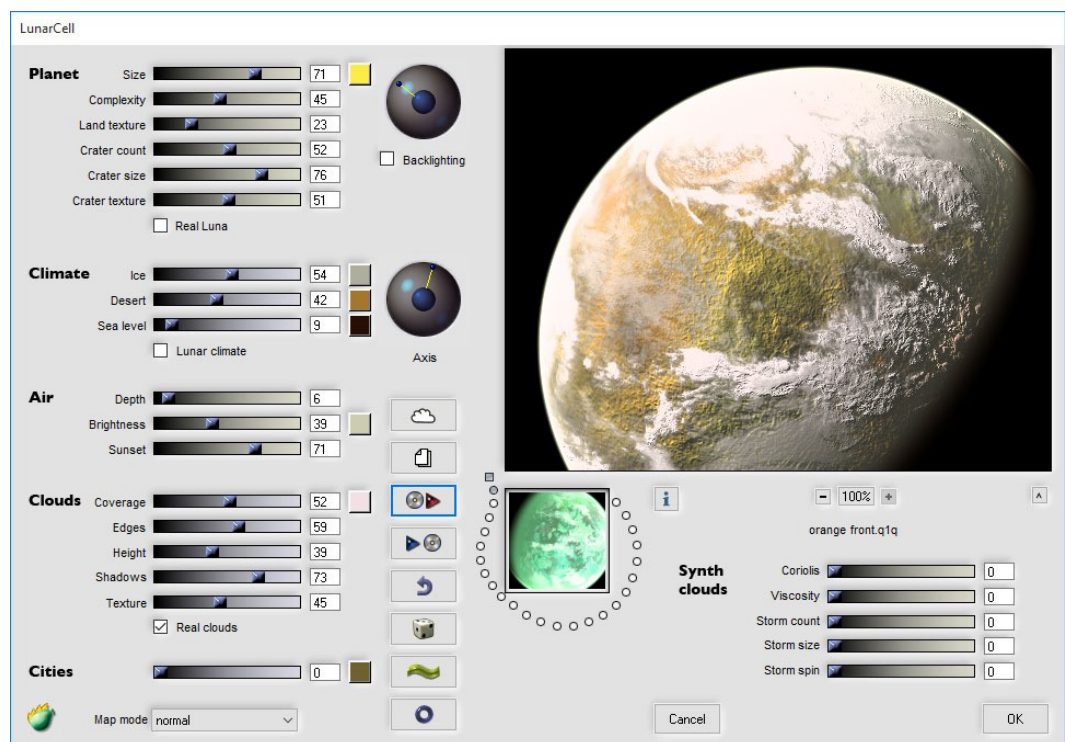 LunarCell
Planet
Size 71
Complexity 45
Land texture 23
Crater count 52
Crater size 76
Crater texture 51
Real Luna
Backlighting
Climate
Ice 54
Desert 42
Sea level 9
Lunar climate
Axis
Air
Depth 6
Brightness 39
Sunset 71
Clouds
Coverage 52
Edges 59
Height 39
Shadows 73
Texture 45
Real clouds
Cities 0
Map mode normal
i
- 100% +
^
orange front.q1q
Synth
clouds
Coriolis 0
Viscosity 0
Storm count 0
Storm size 0
Storm spin 0
Cancel
OK